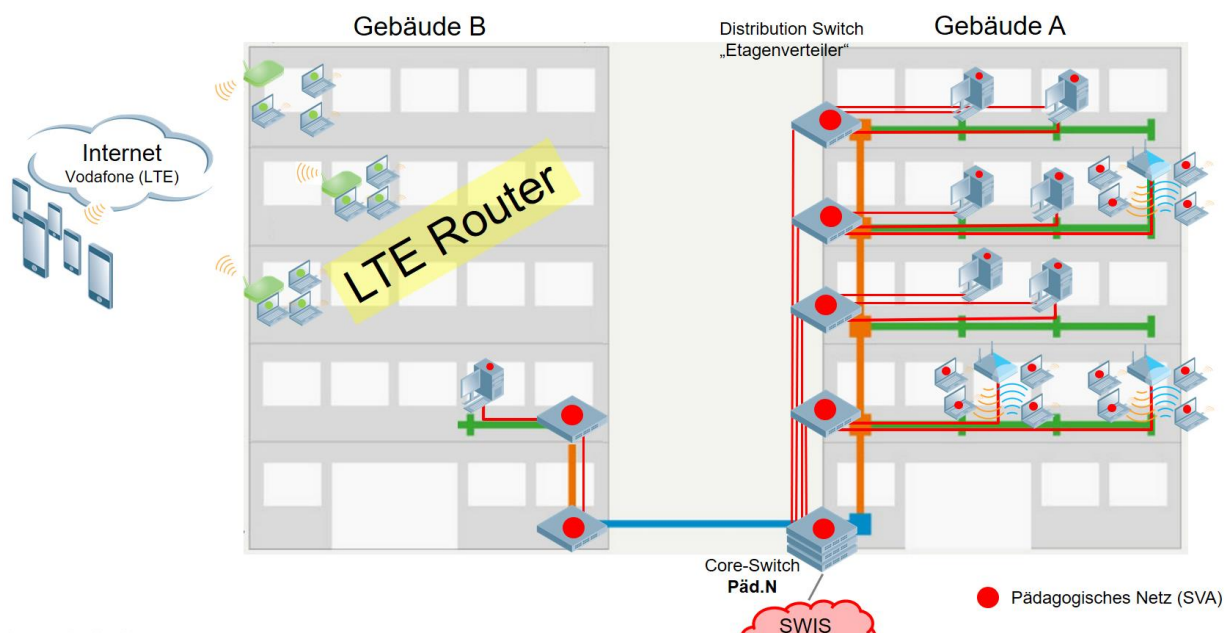 Gebäude B
Distribution Switch
„Etagenverteiler“
Gebäude A
Internet
Vodafone (LTE)
LTE Router
Core-Switch
Päd.N
SWIS
Pädagogisches Netz (SVA)